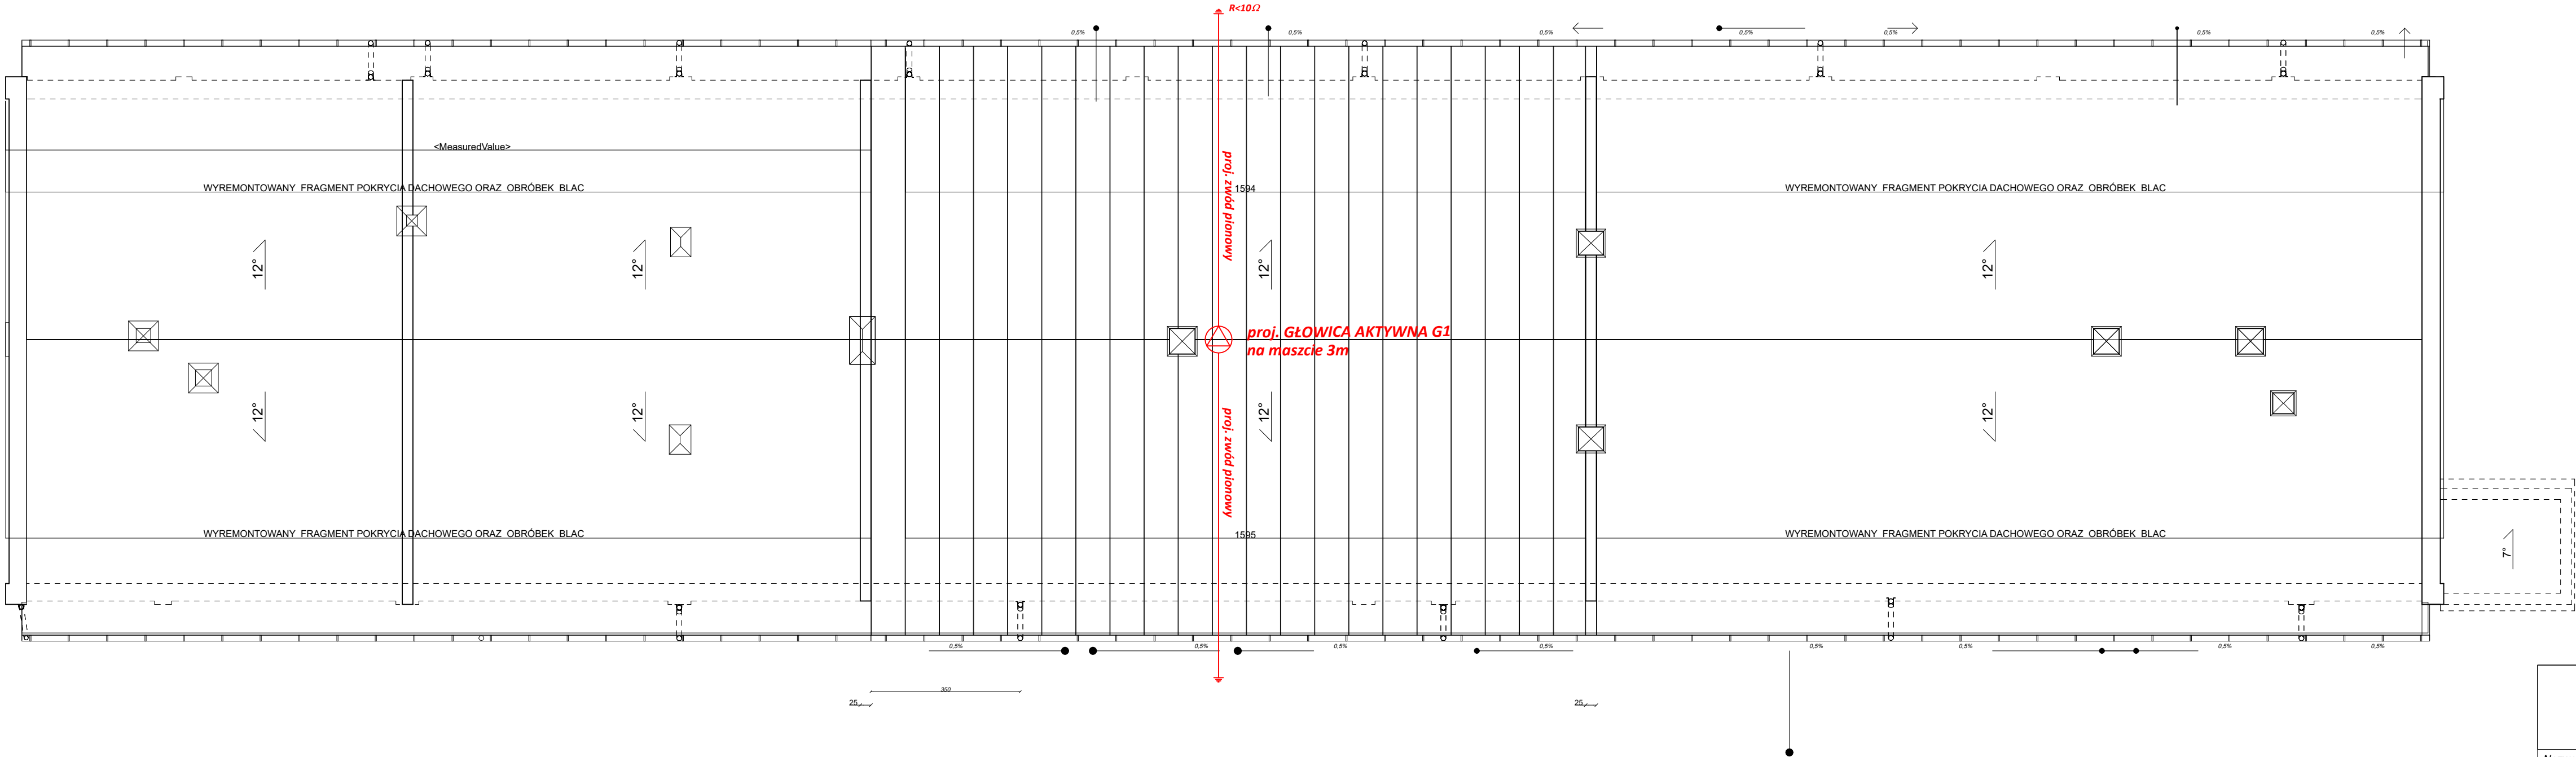 R<10Ω
0,5%
0,5%
0,5%
0,5%
0,5%
0,5%
0,5%
<MeasuredValue>
WYREMONTOWANY FRAGMENT POKRYCIA DACHOWEGO ORAZ OBRÓBEK BLAC
1594
WYREMONTOWANY FRAGMENT POKRYCIA DACHOWEGO ORAZ OBRÓBEK BLAC
proj. zwód pionowy
12°
12°
12°
12°
proj. GŁOWICA AKTYWNA G1
na maszcie 3m
12°
12°
12°
12°
proj. zwód pionowy
WYREMONTOWANY FRAGMENT POKRYCIA DACHOWEGO ORAZ OBRÓBEK BLAC
1595
WYREMONTOWANY FRAGMENT POKRYCIA DACHOWEGO ORAZ OBRÓBEK BLAC
7°
0,5%
0,5%
0,5%
0,5%
0,5%
0,5%
0,5%
0,5%
350
25
25